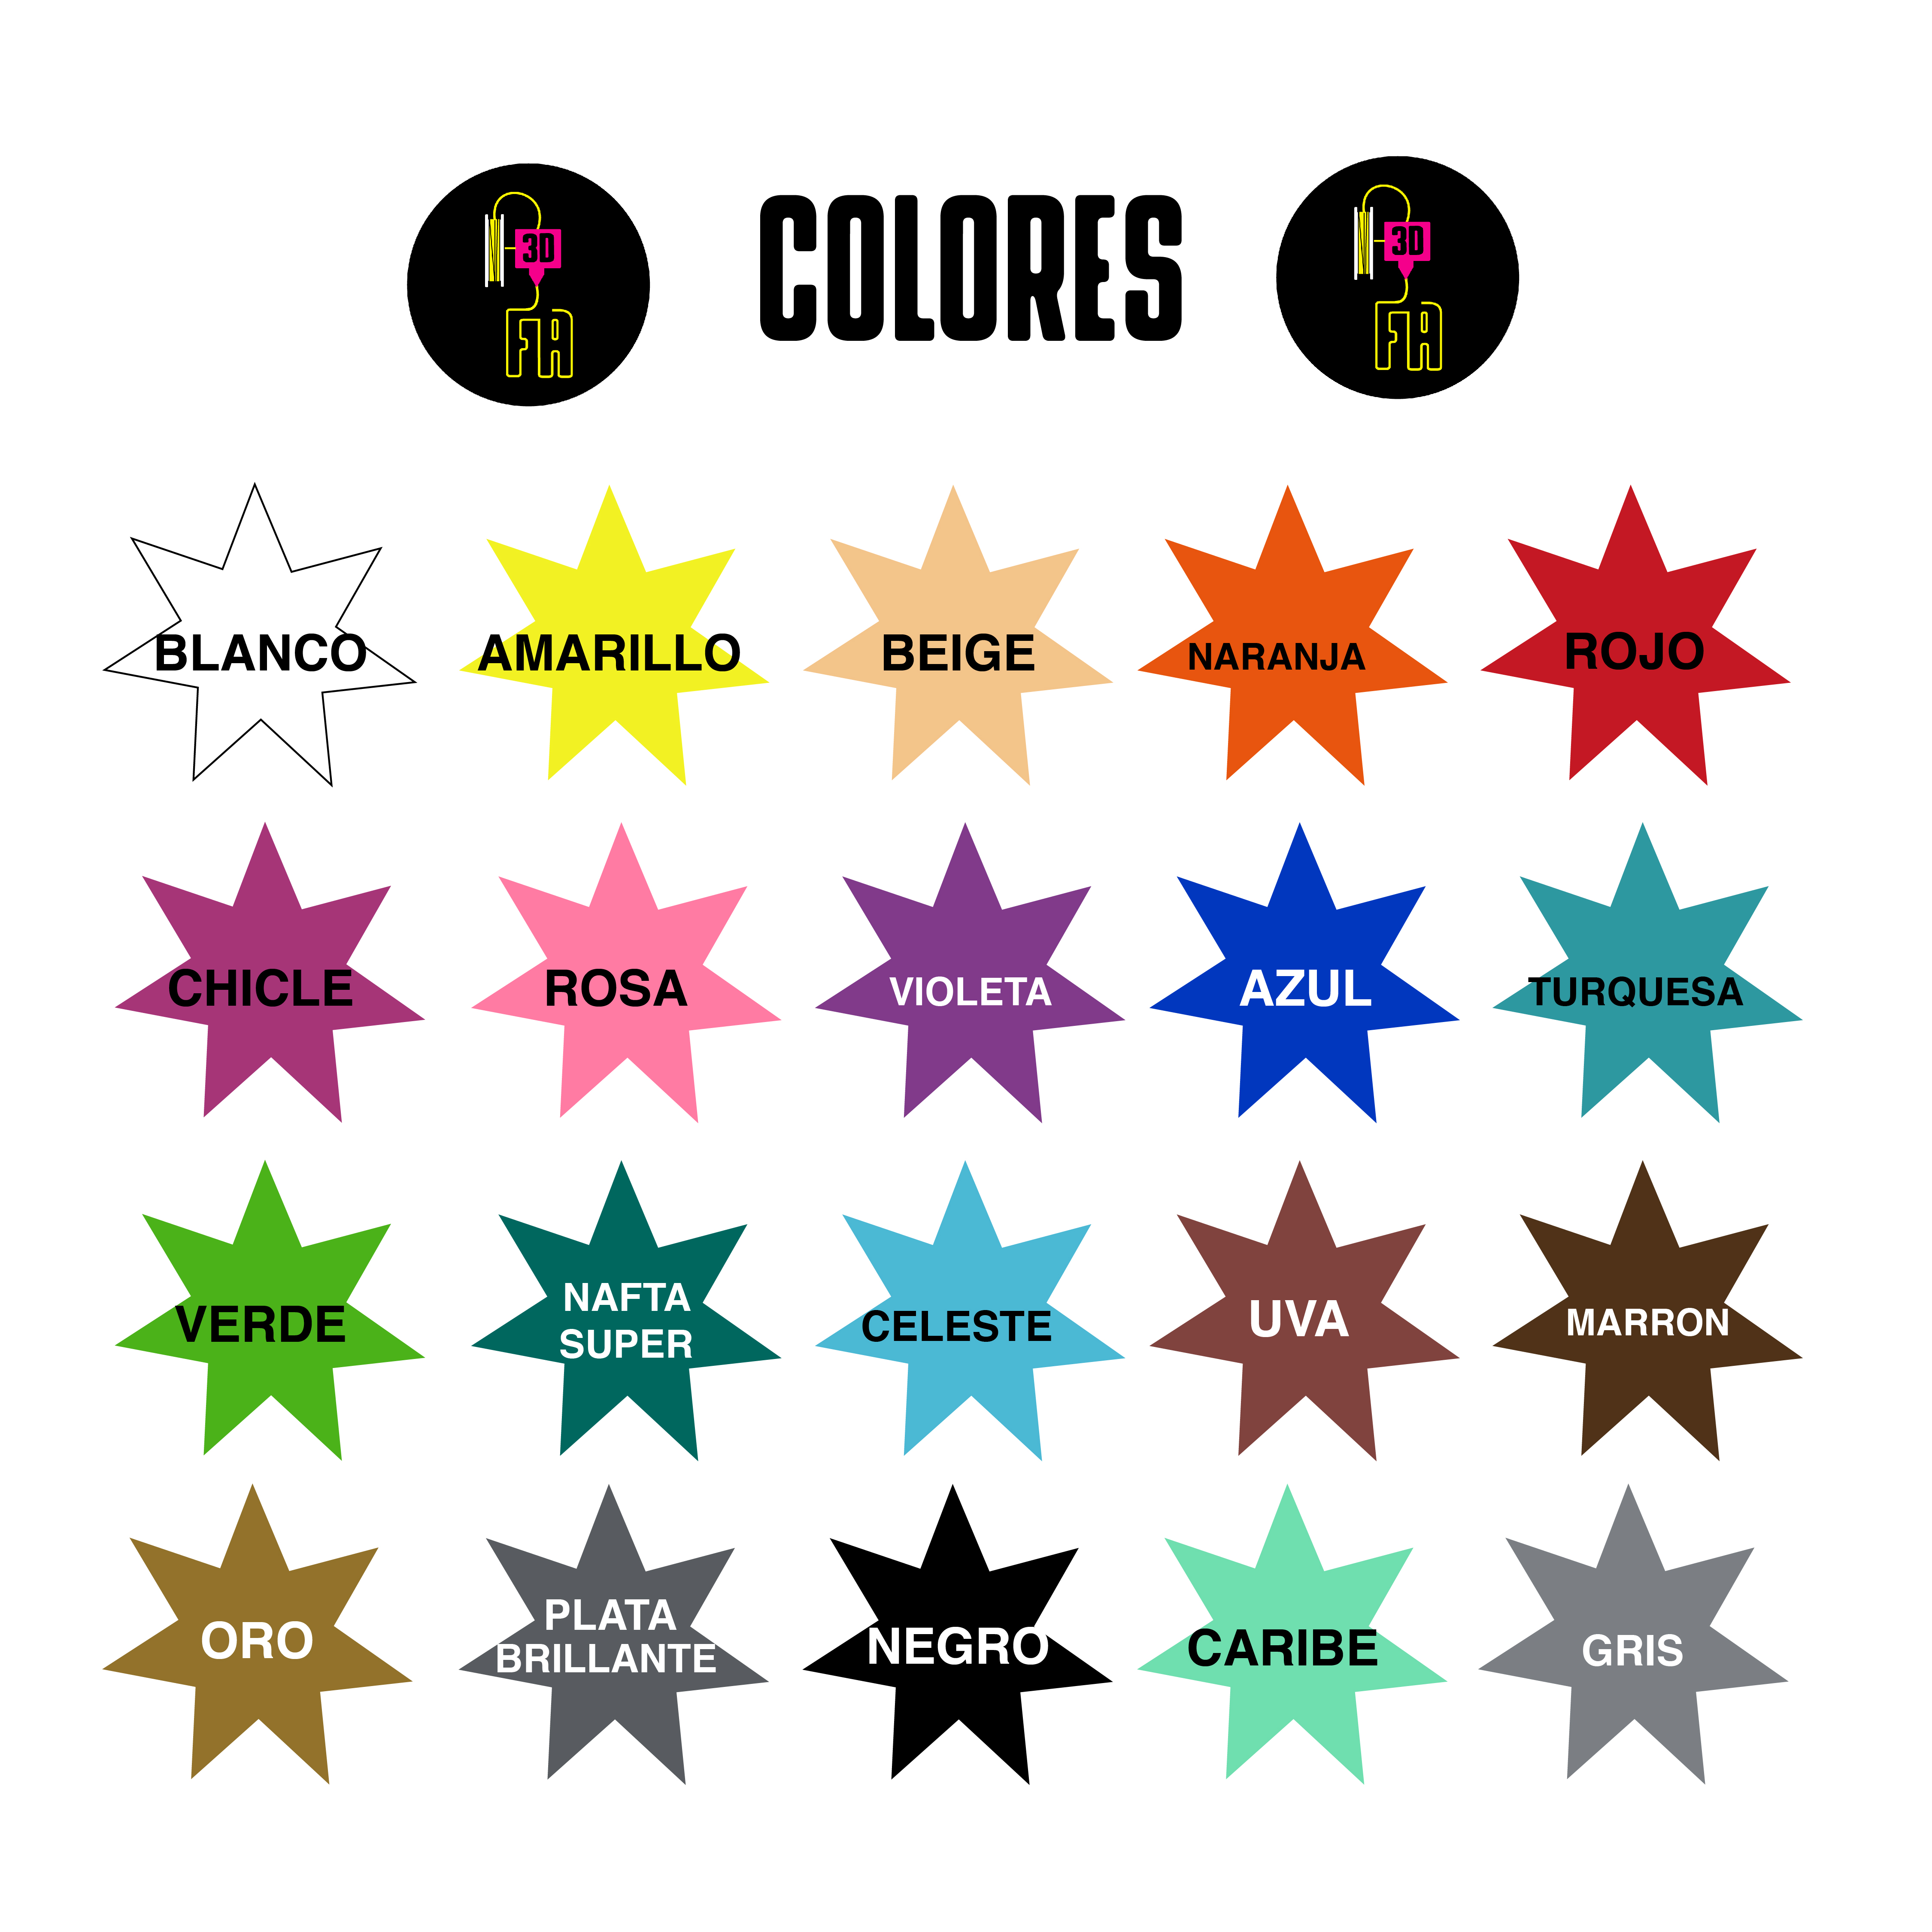 3D
FA
COLORES
3D
FA
BLANCO
AMARILLO
BEIGE
NARANJA
ROJO
CHICLE
ROSA
VIOLETA
AZUL
TURQUESA
VERDE
NAFTA
SUPER
CELESTE
UVA
MARRON
ORO
PLATA
BRILLANTE
NEGRO
CARIBE
GRIS